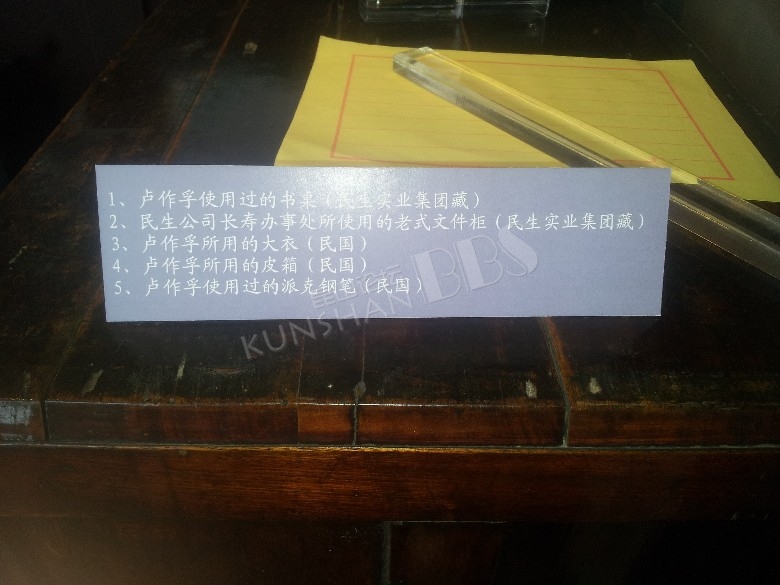 1、卢作孚使用过的书桌(民生实业集团藏)
2、民生公司长寿办事处所使用的老式文件柜(民生实业集团藏)
3、卢作孚所用的大衣(民国)
4、卢作孚所用的皮箱(民国)
5、卢作孚使用过的派克钢笔(民国)
KUNSHAN BBS